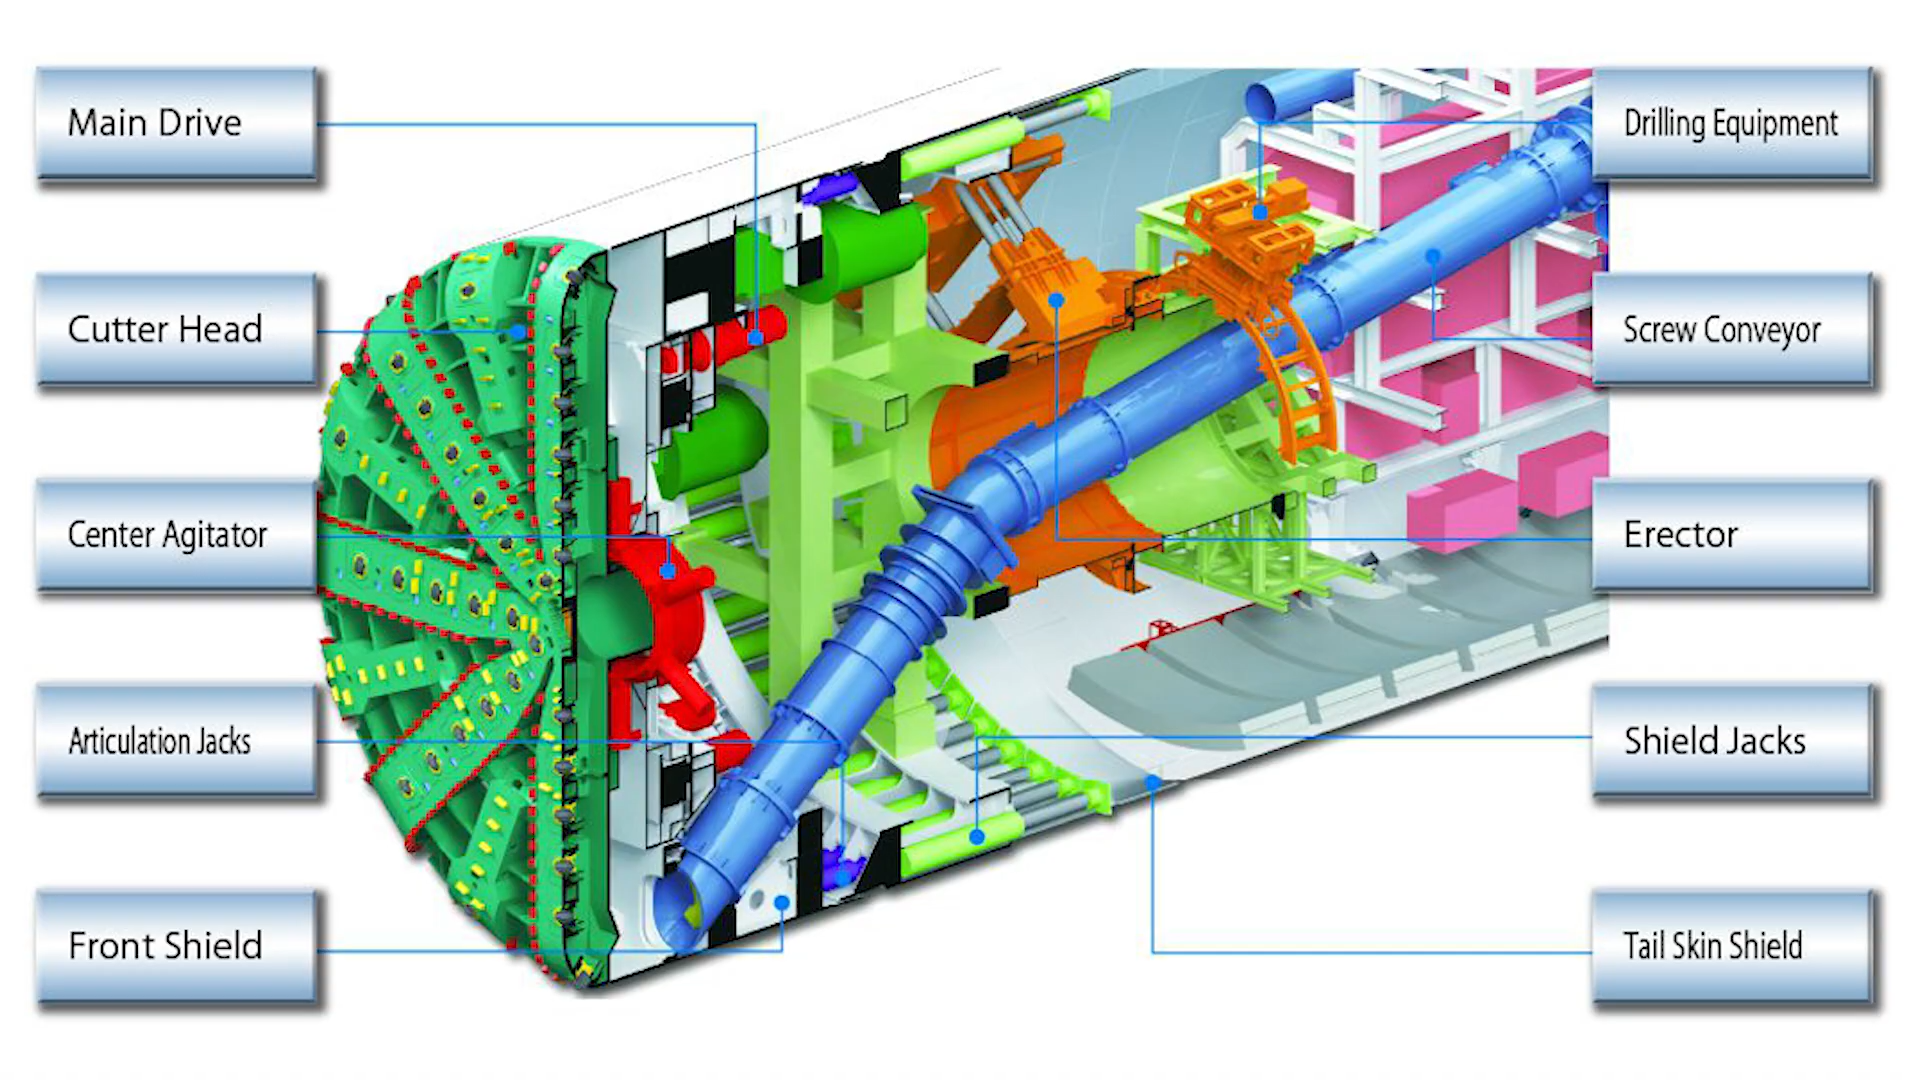 Main Drive
Cutter Head
Center Agitator
Articulation Jacks
Front Shield
Drilling Equipment
Screw Conveyor
Erector
Shield Jacks
Tail Skin Shield